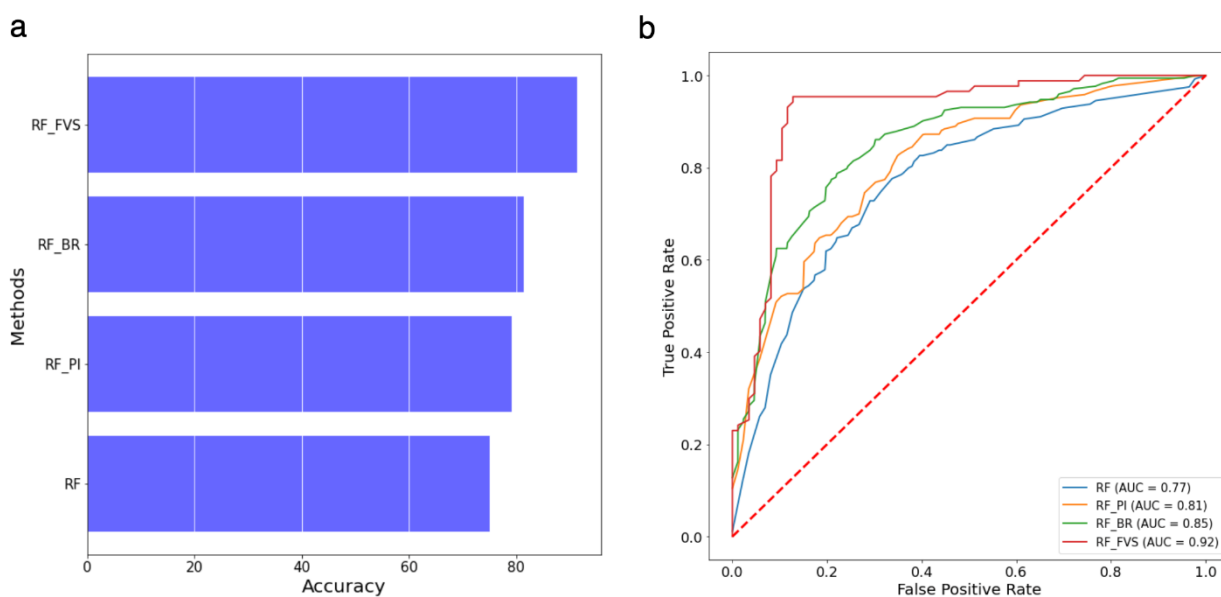 a
RF_FVS
RF_BR
RF_PI
RF
Methods
0 20 40 60 80
Accuracy
b
1.0
0.8
0.6
0.4
0.2
0.0
True Positive Rate
RF (AUC = 0.77)
RF_PI (AUC = 0.81)
RF_BR (AUC = 0.85)
RF_FVS (AUC = 0.92)
0.0 0.2 0.4 0.6 0.8 1.0
False Positive Rate